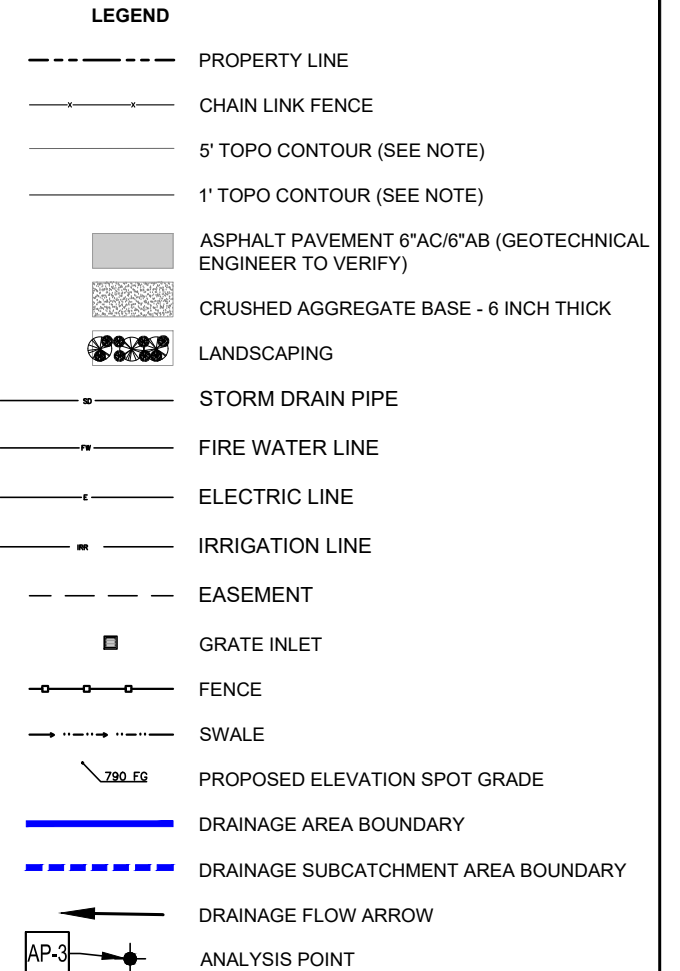 LEGEND
PROPERTY LINE
x x CHAIN LINK FENCE
5' TOPO CONTOUR (SEE NOTE)
1' TOPO CONTOUR (SEE NOTE)
ASPHALT PAVEMENT 6"AC/6"AB (GEOTECHNICAL
ENGINEER TO VERIFY)
CRUSHED AGGREGATE BASE - 6 INCH THICK
LANDSCAPING
SD STORM DRAIN PIPE
FW FIRE WATER LINE
E ELECTRIC LINE
IRR IRRIGATION LINE
EASEMENT
GRATE INLET
FENCE
SWALE
790 FG PROPOSED ELEVATION SPOT GRADE
DRAINAGE AREA BOUNDARY
DRAINAGE SUBCATCHMENT AREA BOUNDARY
DRAINAGE FLOW ARROW
AP-3 ANALYSIS POINT